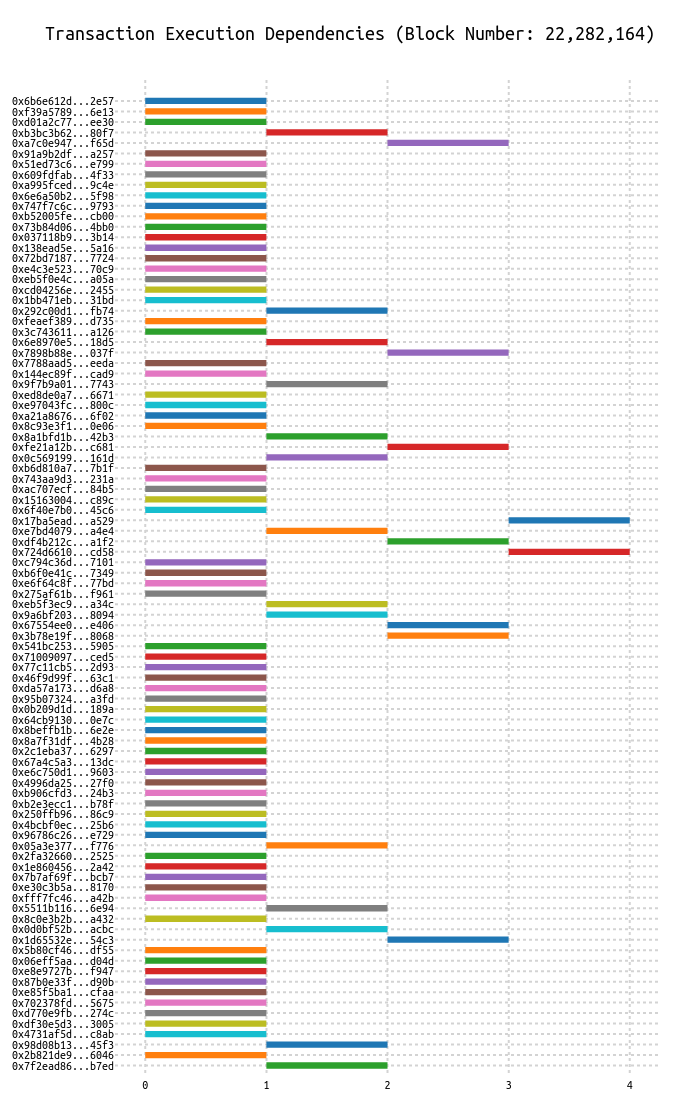 Transaction Execution Dependencies (Block Number: 22,282,164)
0x6b6e612d...2e57
0xf39a5789...6e13
0xd01a2c77...ee30
0xb3bc3b62...80f7
0xa7c0e947...f65d
0x91a9b2df...a257
0x51ed73c6...e799
0x609fdfab...4f33
0xa995fced...9c4e
0x6e6a50b2...5f98
0x747f7c6c...9793
0xb52005fe...cb00
0x73b84d06...4bb0
0x037118b9...3b14
0x138ead5e...5a16
0x72bd7187...7724
0xe4c3e523...70c9
0xeb5f0e4c...a05a
0xcd04256e...2455
0x1bb471eb...31bd
0x292c00d1...fb74
0xfeaef389...d735
0x3c743611...a126
0x6e8970e5...18d5
0x7898b88e...037f
0x7788aad5...eeda
0x144ec89f...cad9
0x9f7b9a01...7743
0xed8de0a7...6671
0xe97043fc...800c
0xa21a8676...6f02
0x8c93e3f1...0e06
0x8a1bfd1b...42b3
0xfe21a12b...c681
0x0c569199...161d
0xb6d810a7...7b1f
0x743aa9d3...231a
0xac707ecf...84b5
0x15163004...c89c
0x6f40e7b0...45c6
0x17ba5ead...a529
0xe7bd4079...a4e4
0xdf4b212c...a1f2
0x724d6610...cd58
0xc794c36d...7101
0xb6f0e41c...7349
0xe6f64c8f...77bd
0x275af61b...f961
0xeb5f3ec9...a34c
0x9a6bf203...8094
0x67554ee0...e406
0x3b78e19f...8068
0x541bc253...5905
0x71009097...ced5
0x77c11cb5...2d93
0x46f9d99f...63c1
0xda57a173...d6a8
0x95b07324...a3fd
0x0b209d1d...189a
0x64cb9130...0e7c
0x8beffb1b...6e2e
0x8a7f31df...4b28
0x2c1eba37...6297
0x67a4c5a3...13dc
0xe6c750d1...9603
0x4996da25...27f0
0xb906cfd3...24b3
0xb2e3ecc1...b78f
0x250ffb96...86c9
0x4bcbf0ec...25b6
0x96786c26...e729
0x05a3e377...f776
0x2fa32660...2525
0x1e860456...2a42
0x7b7af69f...bcb7
0xe30c3b5a...8170
0xfff7fc46...a42b
0x5511b116...6e94
0x8c0e3b2b...a432
0x0d0bf52b...acbc
0x1d65532e...54c3
0x5b80cf46...df55
0x06eff5aa...d04d
0xe8e9727b...f947
0x87b0e33f...d90b
0xe85f5ba1...cfaa
0x702378fd...5675
0xd770e9fb...274c
0xdf30e5d3...3005
0x4731af5d...c8ab
0x98d08b13...45f3
0x2b821de9...6046
0x7f2ead86...b7ed
0 1 2 3 4